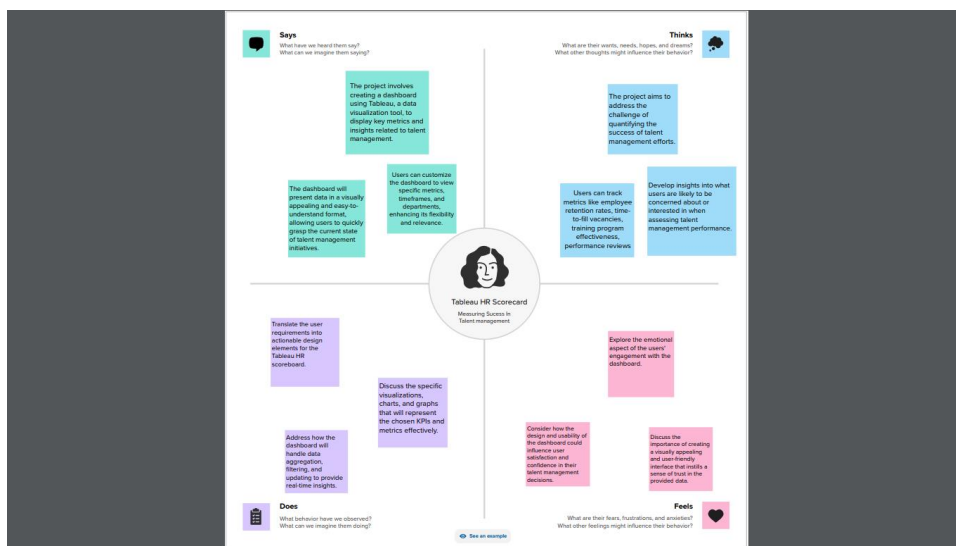 Says
What have we heard them say?
What can we imagine them saying?
Thinks
What are their wants, needs, hopes, and dreams?
What other thoughts might influence their behavior?
The project involves
creating a dashboard
using Tableau, a data
visualization tool, to
display key metrics and
insights related to talent
management.
The dashboard will
present data in a visually
appealing and easy-to-
understand format,
allowing users to quickly
grasp the current state
of talent management
initiatives.
Users can customize
the dashboard to view
specific metrics,
timeframes, and
departments,
enhancing its flexibility
and relevance.
The project aims to
address the
challenge of
quantifying the
success of talent
management efforts.
Users can track
metrics like employee
retention rates, time-
to-fill vacancies,
training program
effectiveness,
performance reviews
Develop insights into what
users are likely to be
concerned about or
interested in when
assessing talent
management performance.
Tableau HR Scorecard
Measuring Sucess In
Talent management
Translate the user
requirements into
actionable design
elements for the
Tableau HR
scoreboard.
Discuss the specific
visualizations,
charts, and graphs
that will represent
the chosen KPIs and
metrics effectively.
Address how the
dashboard will
handle data
aggregation,
filtering, and
updating to provide
real-time insights.
Explore the emotional
aspect of the users'
engagement with the
dashboard.
Consider how the
design and usability of
the dashboard could
influence user
satisfaction and
confidence in their
talent management
decisions.
Discuss the
importance of creating
a visually appealing
and user-friendly
interface that instills a
sense of trust in the
provided data.
Does
What behavior have we observed?
What can we imagine them doing?
Feels
What are their fears, frustrations, and anxieties?
What other feelings might influence their behavior?
See an example